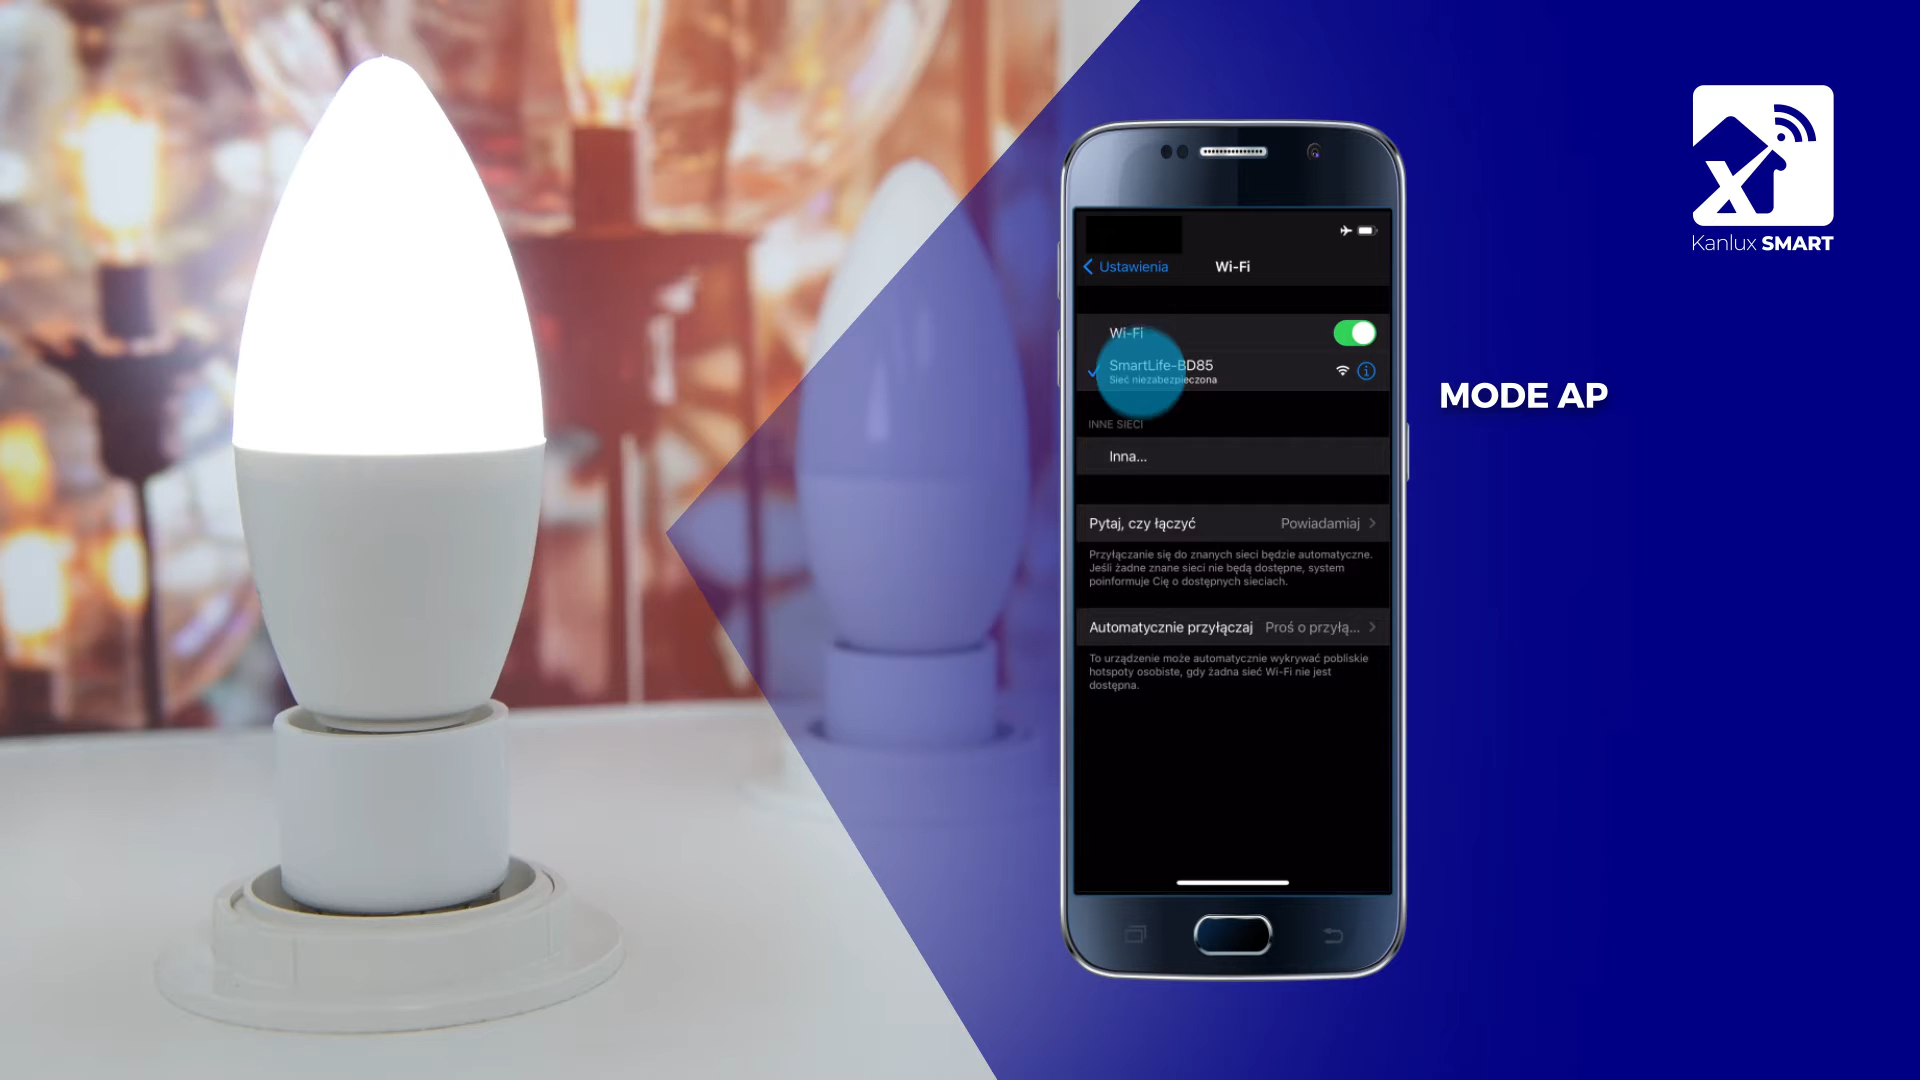 Kanlux SMART
Ustawienia
Wi-Fi
Wi-Fi
SmartLife-BD85
Sieć niezabezpieczona
INNE SIECI
Inna...
Pytaj, czy łączyć
Powiadamiaj
Przyłączanie się do znanych sieci będzie automatyczne.
Jeśli żadne znane sieci nie będą dostępne, system
poinformuje Cię o dostępnych sieciach.
Automatycznie przyłączaj
Proś o przyłą...
To urządzenie może automatycznie wykrywać pobliskie
hotspoty osobiste, gdy żadna sieć Wi-Fi nie jest
dostępna.
MODE AP